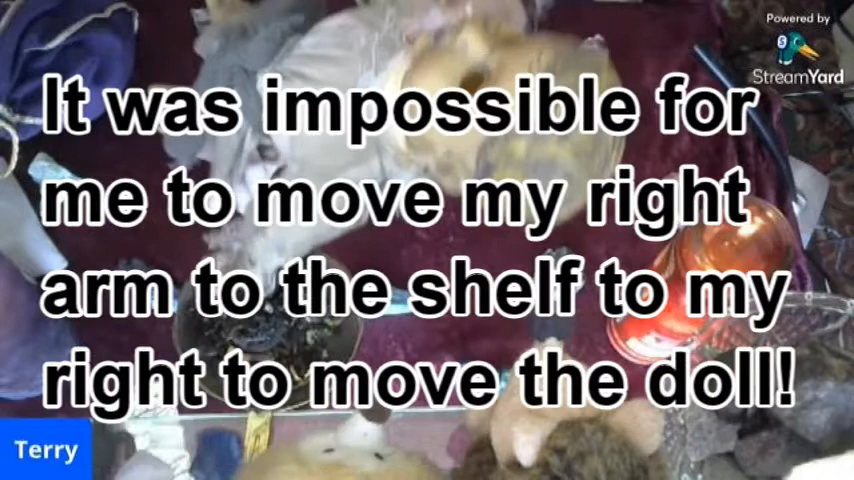 Powered by
StreamYard
It was impossible for
me to move my right
arm to the shelf to my
right to move the doll!
Terry